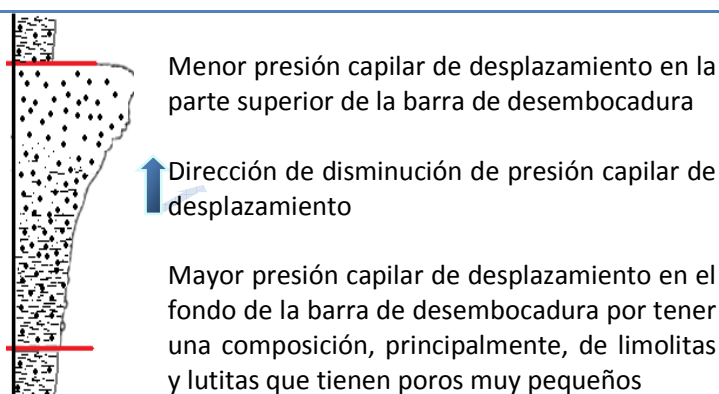 Menor presión capilar de desplazamiento en la
parte superior de la barra de desembocadura
Dirección de disminución de presión capilar de
desplazamiento
Mayor presión capilar de desplazamiento en el
fondo de la barra de desembocadura por tener
una composición, principalmente, de limolitas
y lutitas que tienen poros muy pequeños